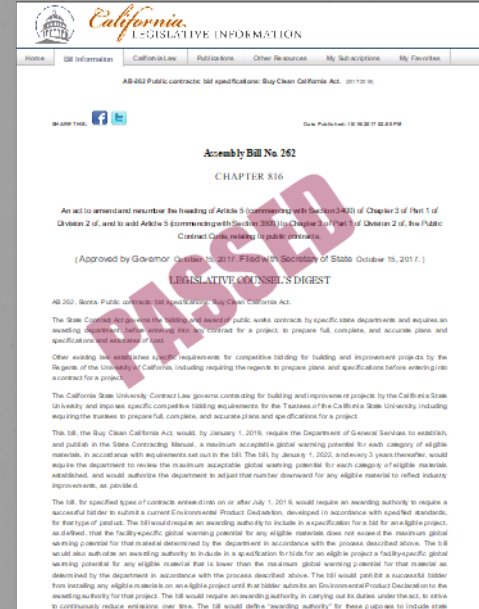 California
LEGISLATIVE INFORMATION
Home Bill Information California Law Publications Other Resources My Subscriptions My Favorites
AB-262 Public contracts: bid specifications: Buy Clean California Act. (2017-2018)
SHARE THIS:
Date Published: 10/16/2017 02:00 PM
Assembly Bill No. 262
CHAPTER 816
An act to amend and renumber the heading of Article 5 (commencing with Section 3400) of Chapter 3 of Part 1 of
Division 2 of, and to add Article 5 (commencing with Section 3500) to Chapter 3 of Part 1 of Division 2 of, the Public
Contract Code, relating to public contracts.
[ Approved by Governor October 15, 2017. Filed with Secretary of State October 15, 2017. ]
PASSED
LEGISLATIVE COUNSEL'S DIGEST
AB 262, Bonta. Public contracts: bid specifications: Buy Clean California Act.
The State Contract Act governs the bidding and award of public works contracts by specific state departments and requires an
awarding department, before entering into any contract for a project, to prepare full, complete, and accurate plans and
specifications and estimates of cost.
Other existing law establishes specific requirements for competitive bidding for building and improvement projects by the
Regents of the University of California, including requiring the regents to prepare plans and specifications before entering into
a contract for a project.
The California State University Contract Law governs contracting for building and improvement projects by the California State
University and imposes specific competitive bidding requirements for the Trustees of the California State University, including
requiring the trustees to prepare full, complete, and accurate plans and specifications for a project.
This bill, the Buy Clean California Act, would, by January 1, 2019, require the Department of General Services to establish,
and publish in the State Contracting Manual, a maximum acceptable global warming potential for each category of eligible
materials, in accordance with requirements set out in the bill. The bill, by January 1, 2022, and every 3 years thereafter, would
require the department to review the maximum acceptable global warming potential for each category of eligible materials
established, and would authorize the department to adjust that number downward for any eligible material to reflect industry
improvements, as provided.
The bill, for specified types of contracts entered into on or after July 1, 2019, would require an awarding authority to require a
successful bidder to submit a current Environmental Product Declaration, developed in accordance with specified standards,
for that type of product. The bill would require an awarding authority to include in a specification for a bid for an eligible project,
as defined, that the facility-specific global warming potential for any eligible materials does not exceed the maximum global
warming potential for that material determined by the department in accordance with the process described above. The bill
would also authorize an awarding authority to include in a specification for bids for an eligible project a facility-specific global
warming potential for any eligible material that is lower than the maximum global warming potential for that material as
determined by the department in accordance with the process described above. The bill would prohibit a successful bidder
from installing any eligible materials on an eligible project until that bidder submits an Environmental Product Declaration to the
awarding authority for that project. The bill would require an awarding authority, in carrying out its duties under the act, to strive
to continuously reduce emissions over time. The bill would define "awarding authority" for these purposes to include state